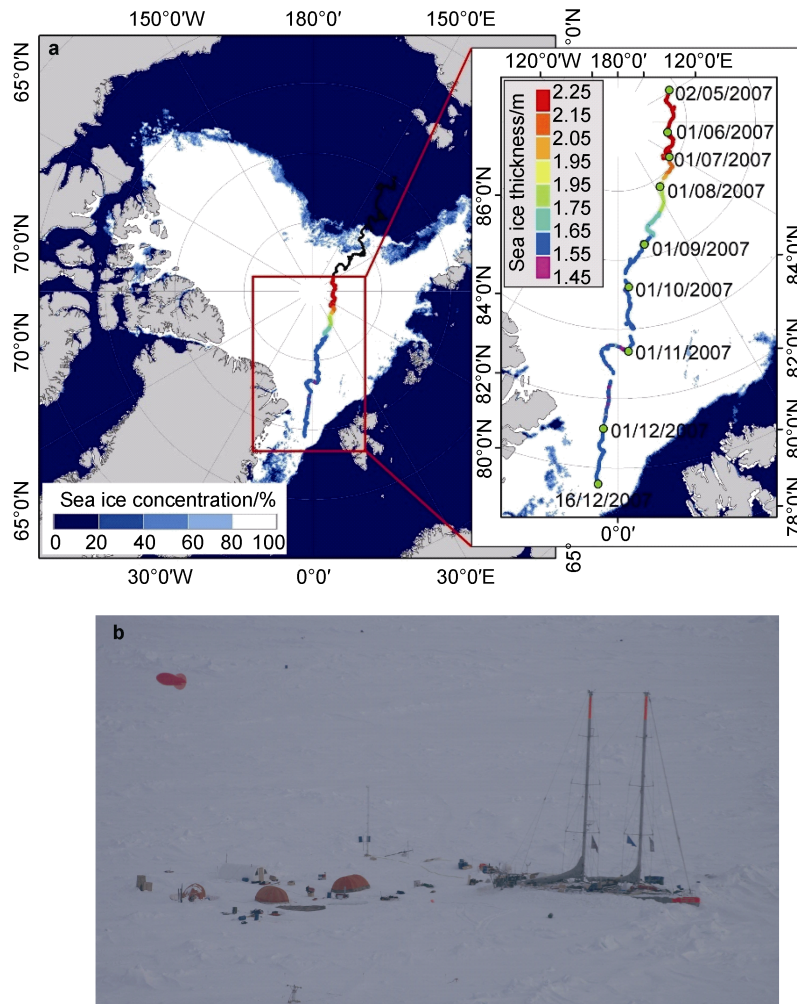 150°0′W 180°0′ 150°0′E
a
65°0′N
70°0′N
70°0′N
65°0′N
Sea ice concentration/%
0 20 40 60 80 100
30°0′W 0°0′ 30°0′E
°0′N
65°
120°0′W 180°0′ 120°0′E
Sea ice thickness/m
2.25
2.15
2.05
1.95
1.95
1.75
1.65
1.55
1.45
02/05/2007
01/06/2007
01/07/2007
01/08/2007
01/09/2007
01/10/2007
01/11/2007
01/12/2007
16/12/2007
86°0′N
84°0′N
82°0′N
80°0′N
84°0′N
82°0′N
80°0′N
78°0′N
0°0′
b